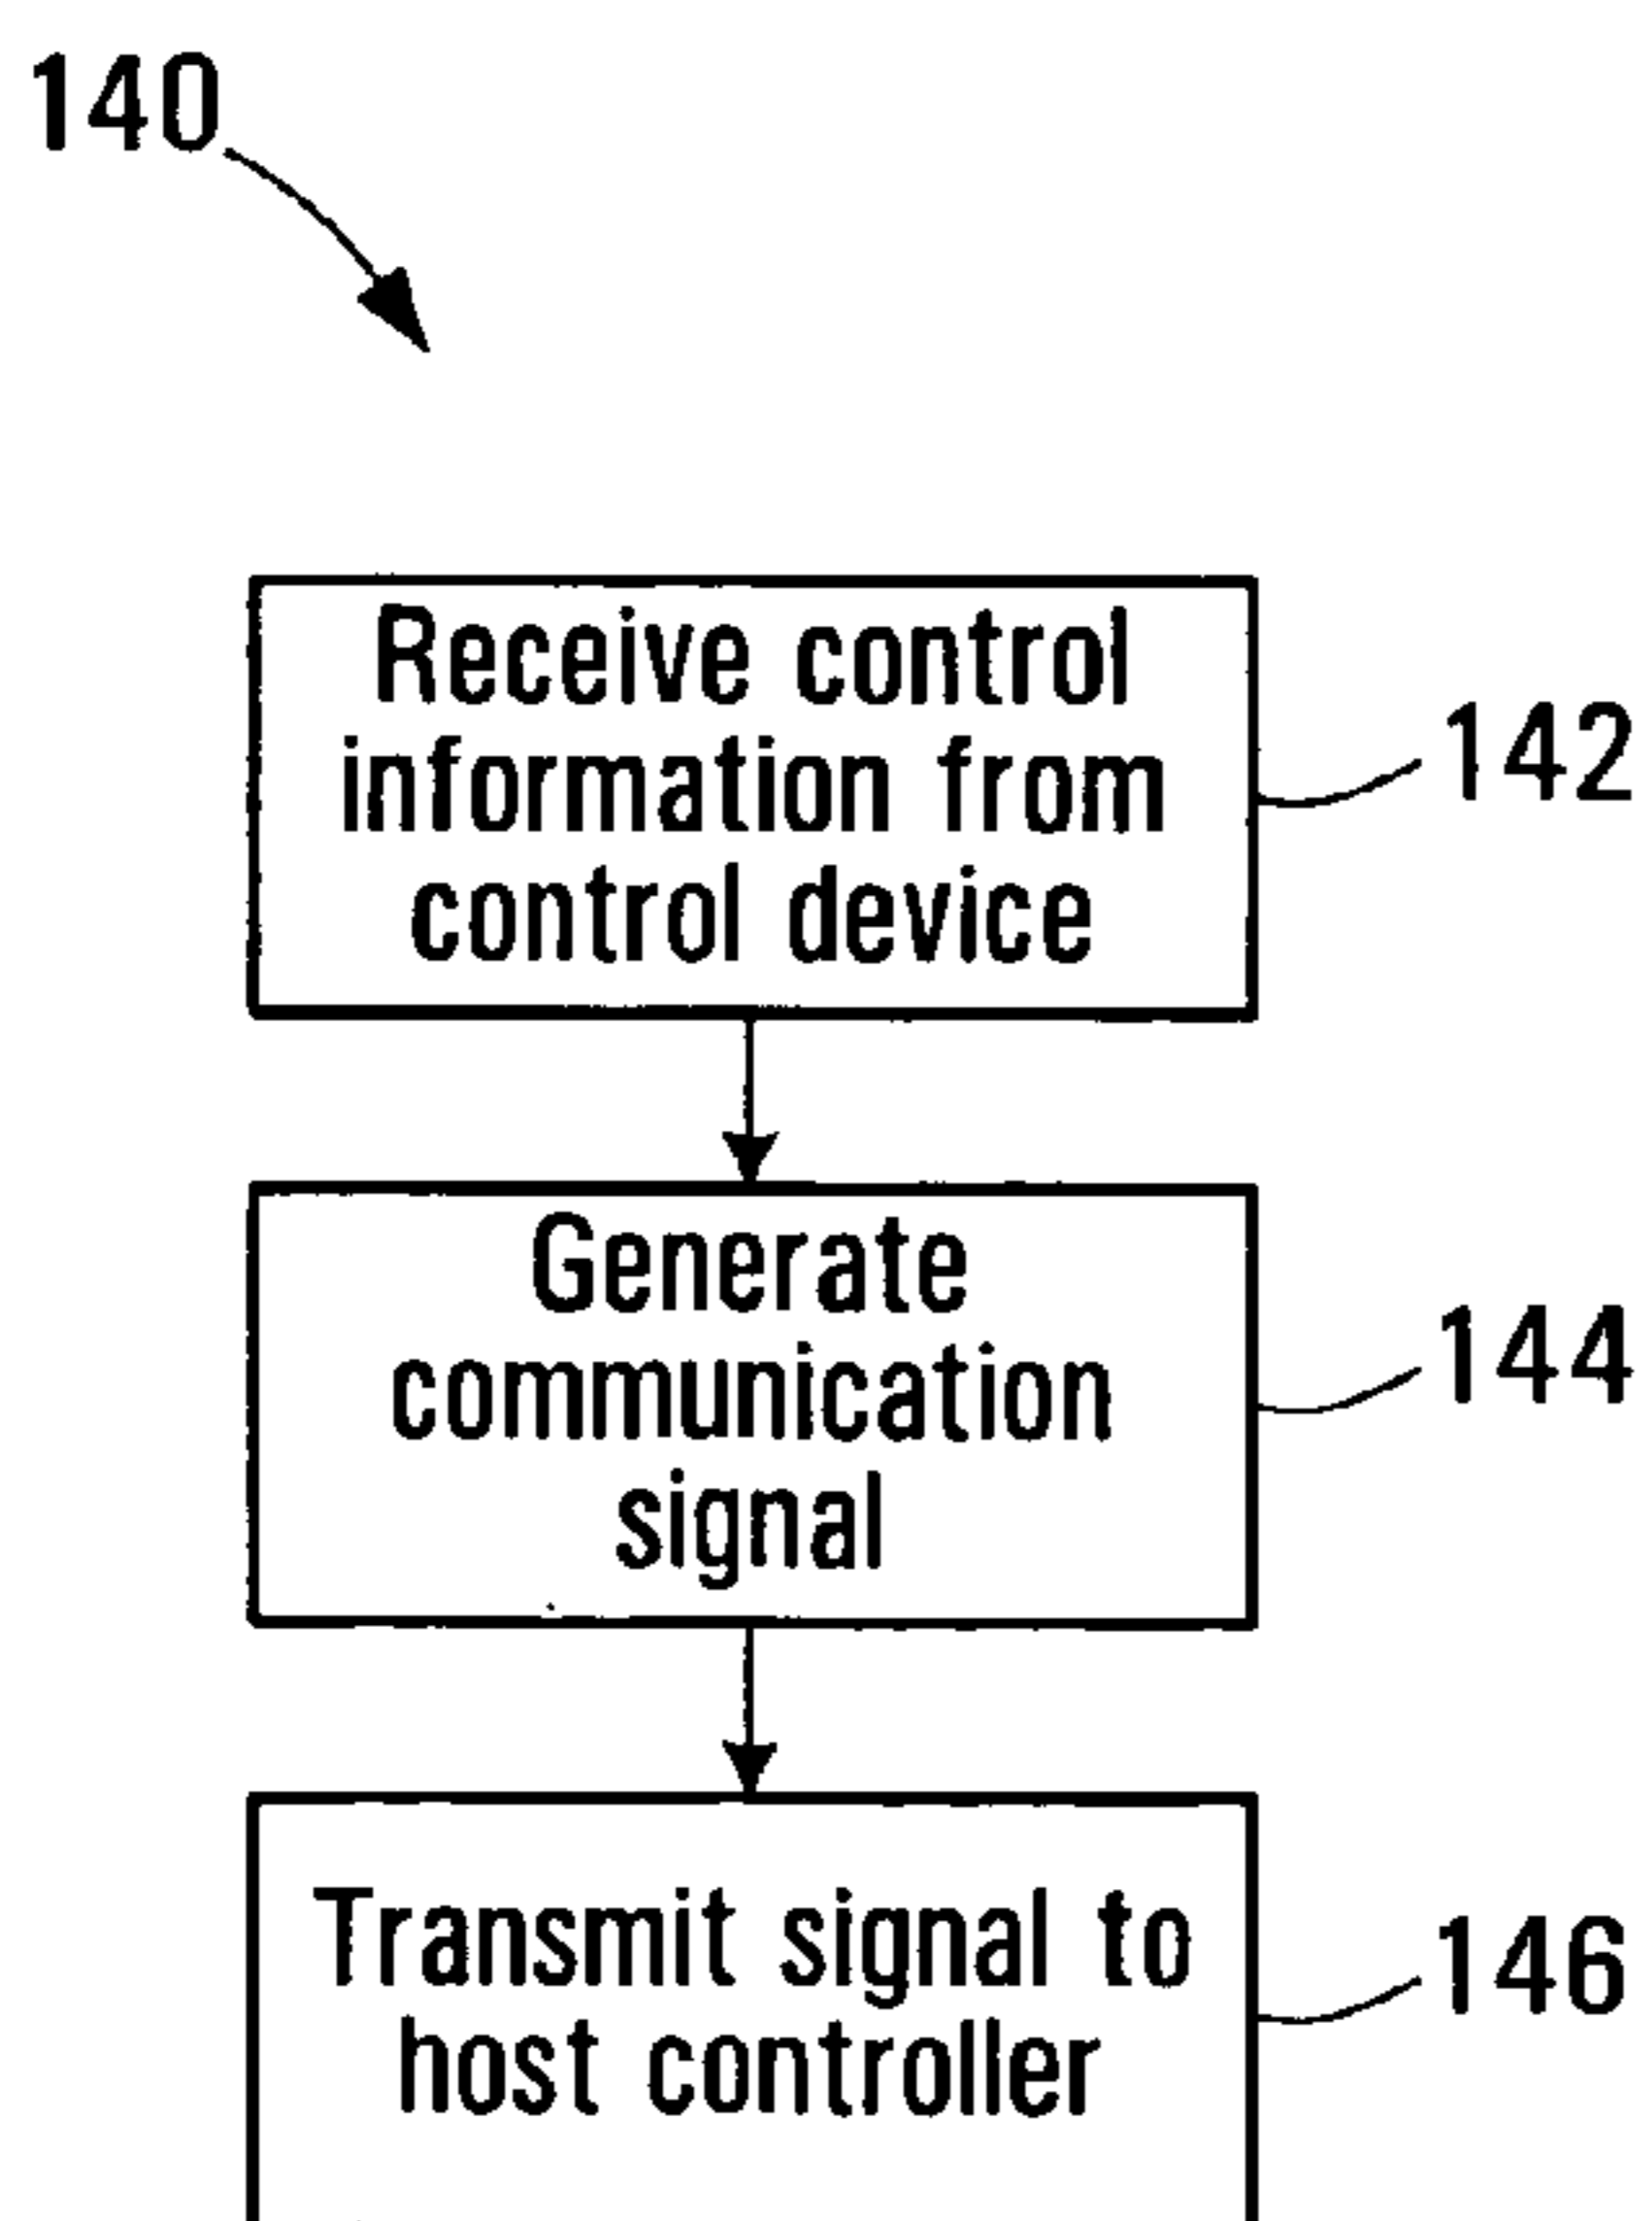 140
Receive control
information from
control device
142
Generate
communication
signal
144
Transmit signal to
host controller
146